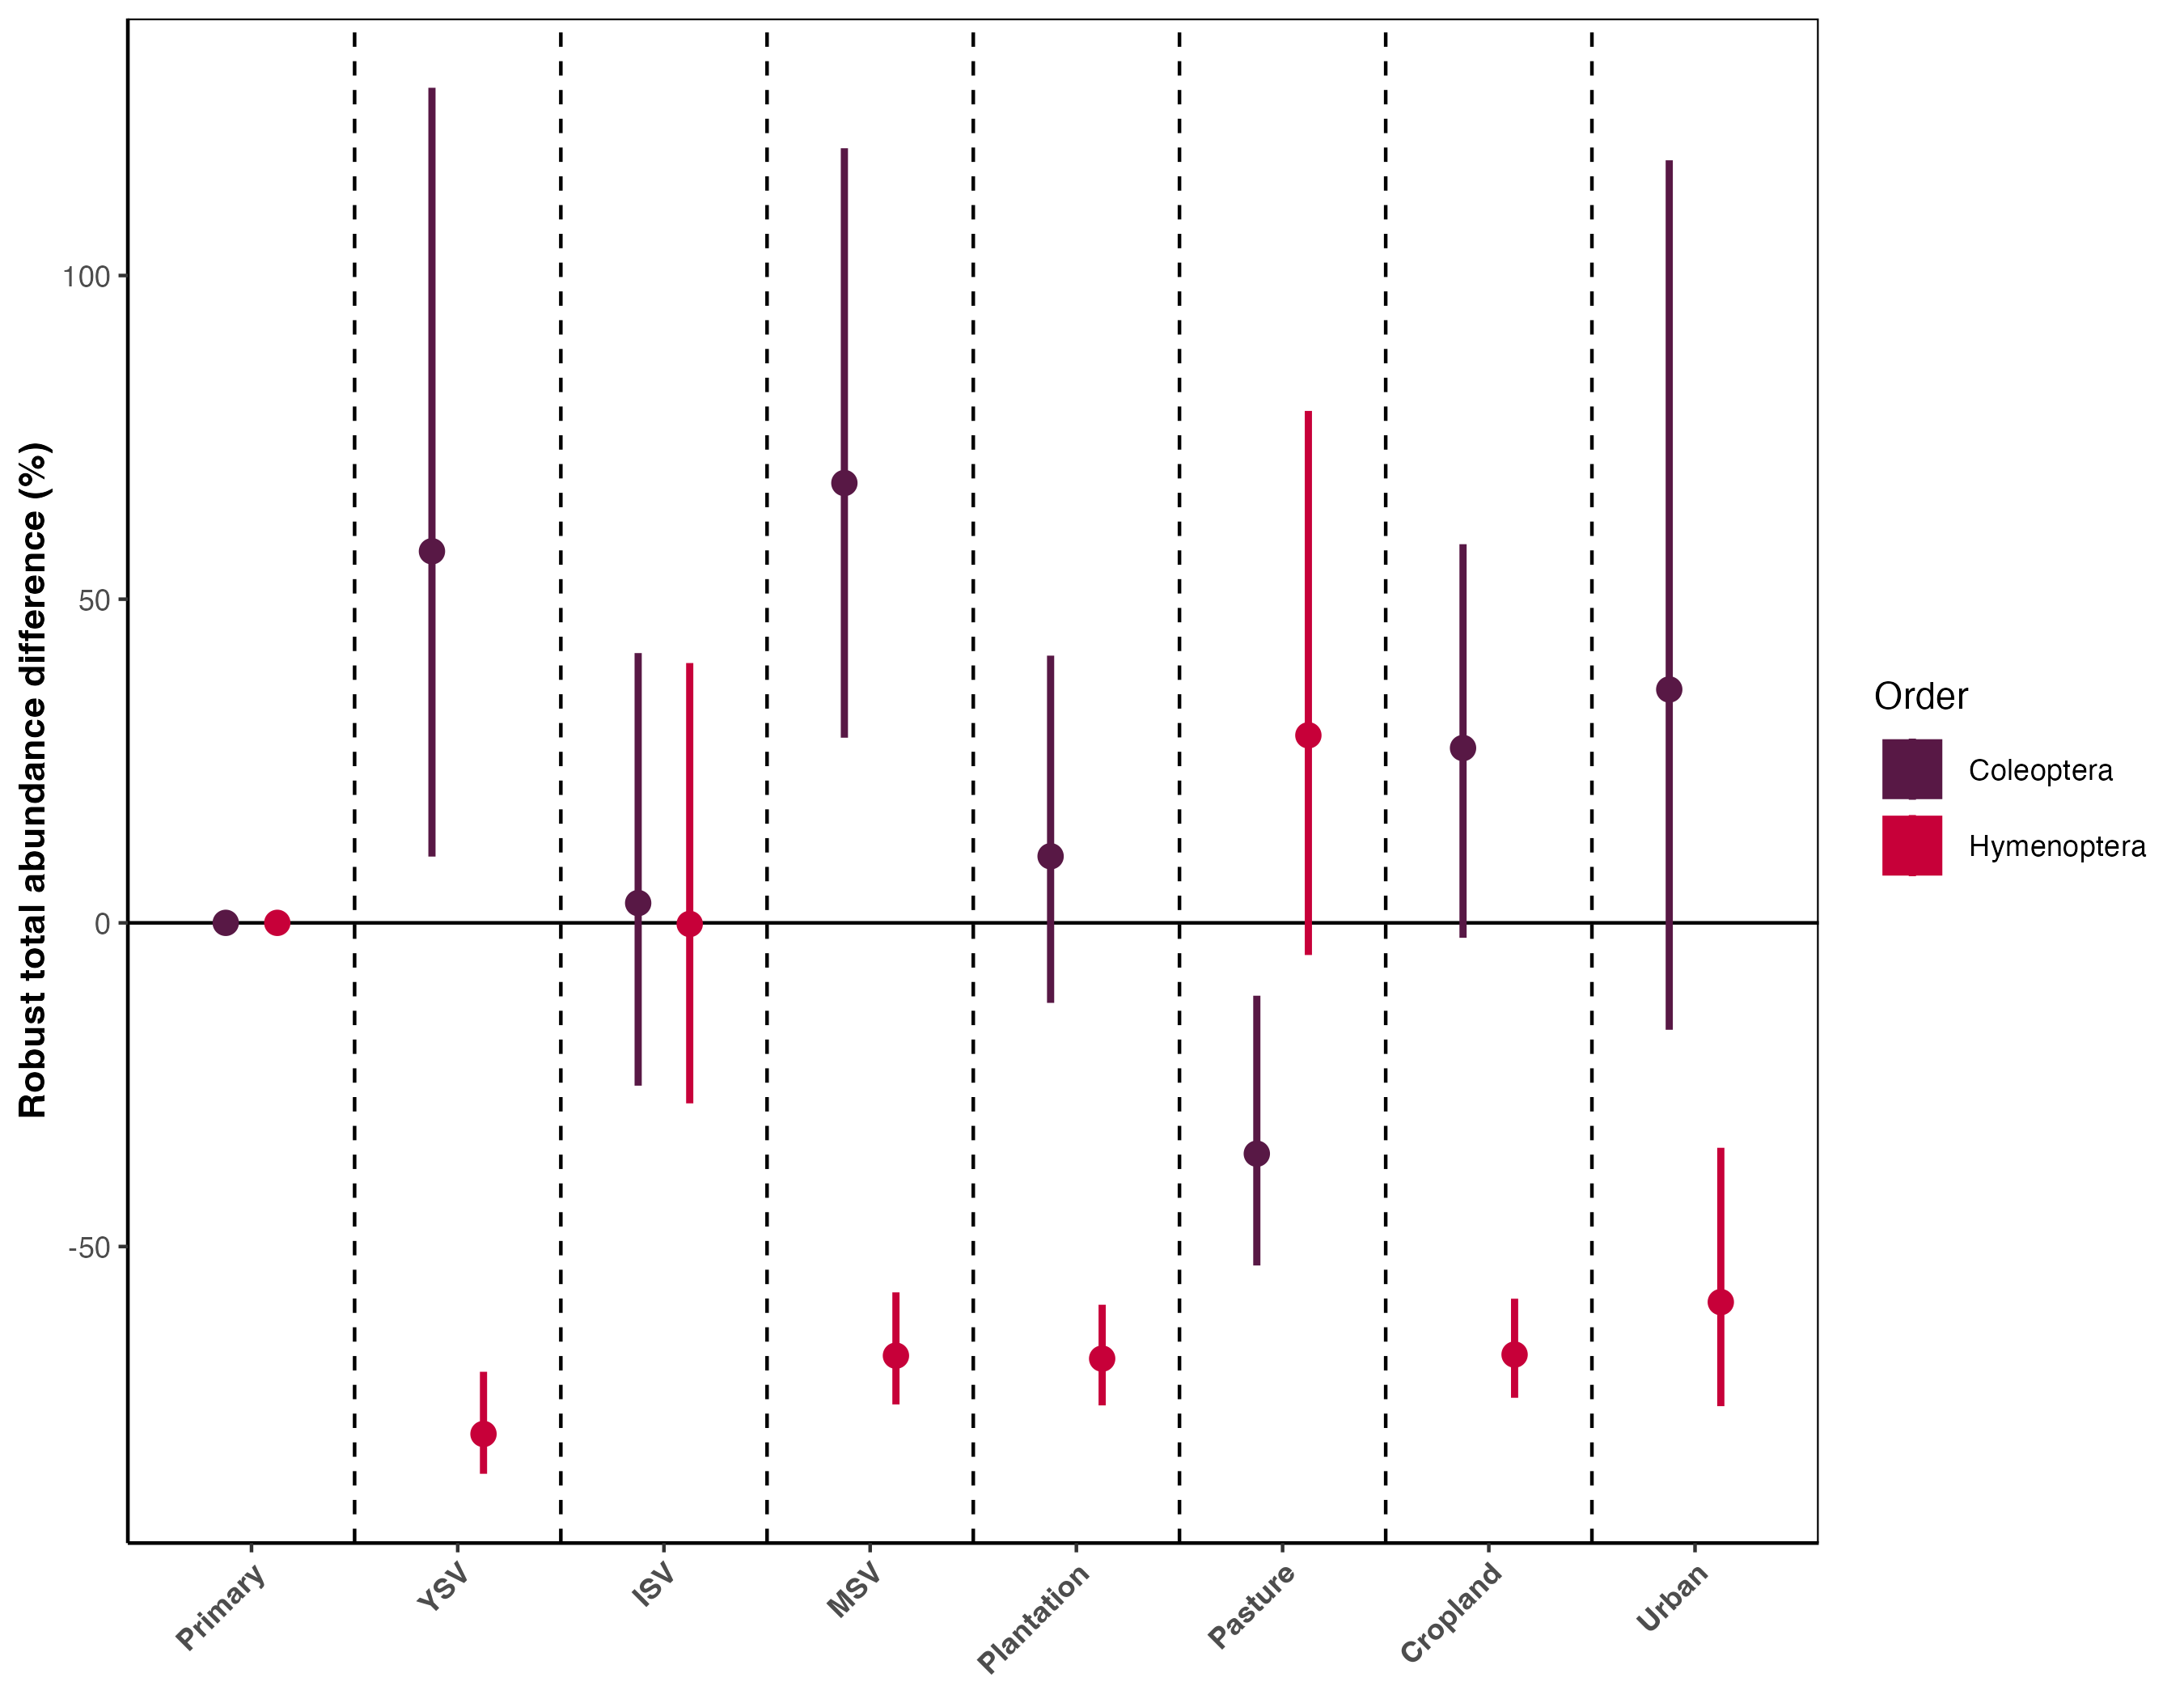 Robust total abundance difference (%)
100
50
0
-50
Primary
YSV
ISV
MSV
Plantation
Pasture
Cropland
Urban
Order
Coleoptera
Hymenoptera